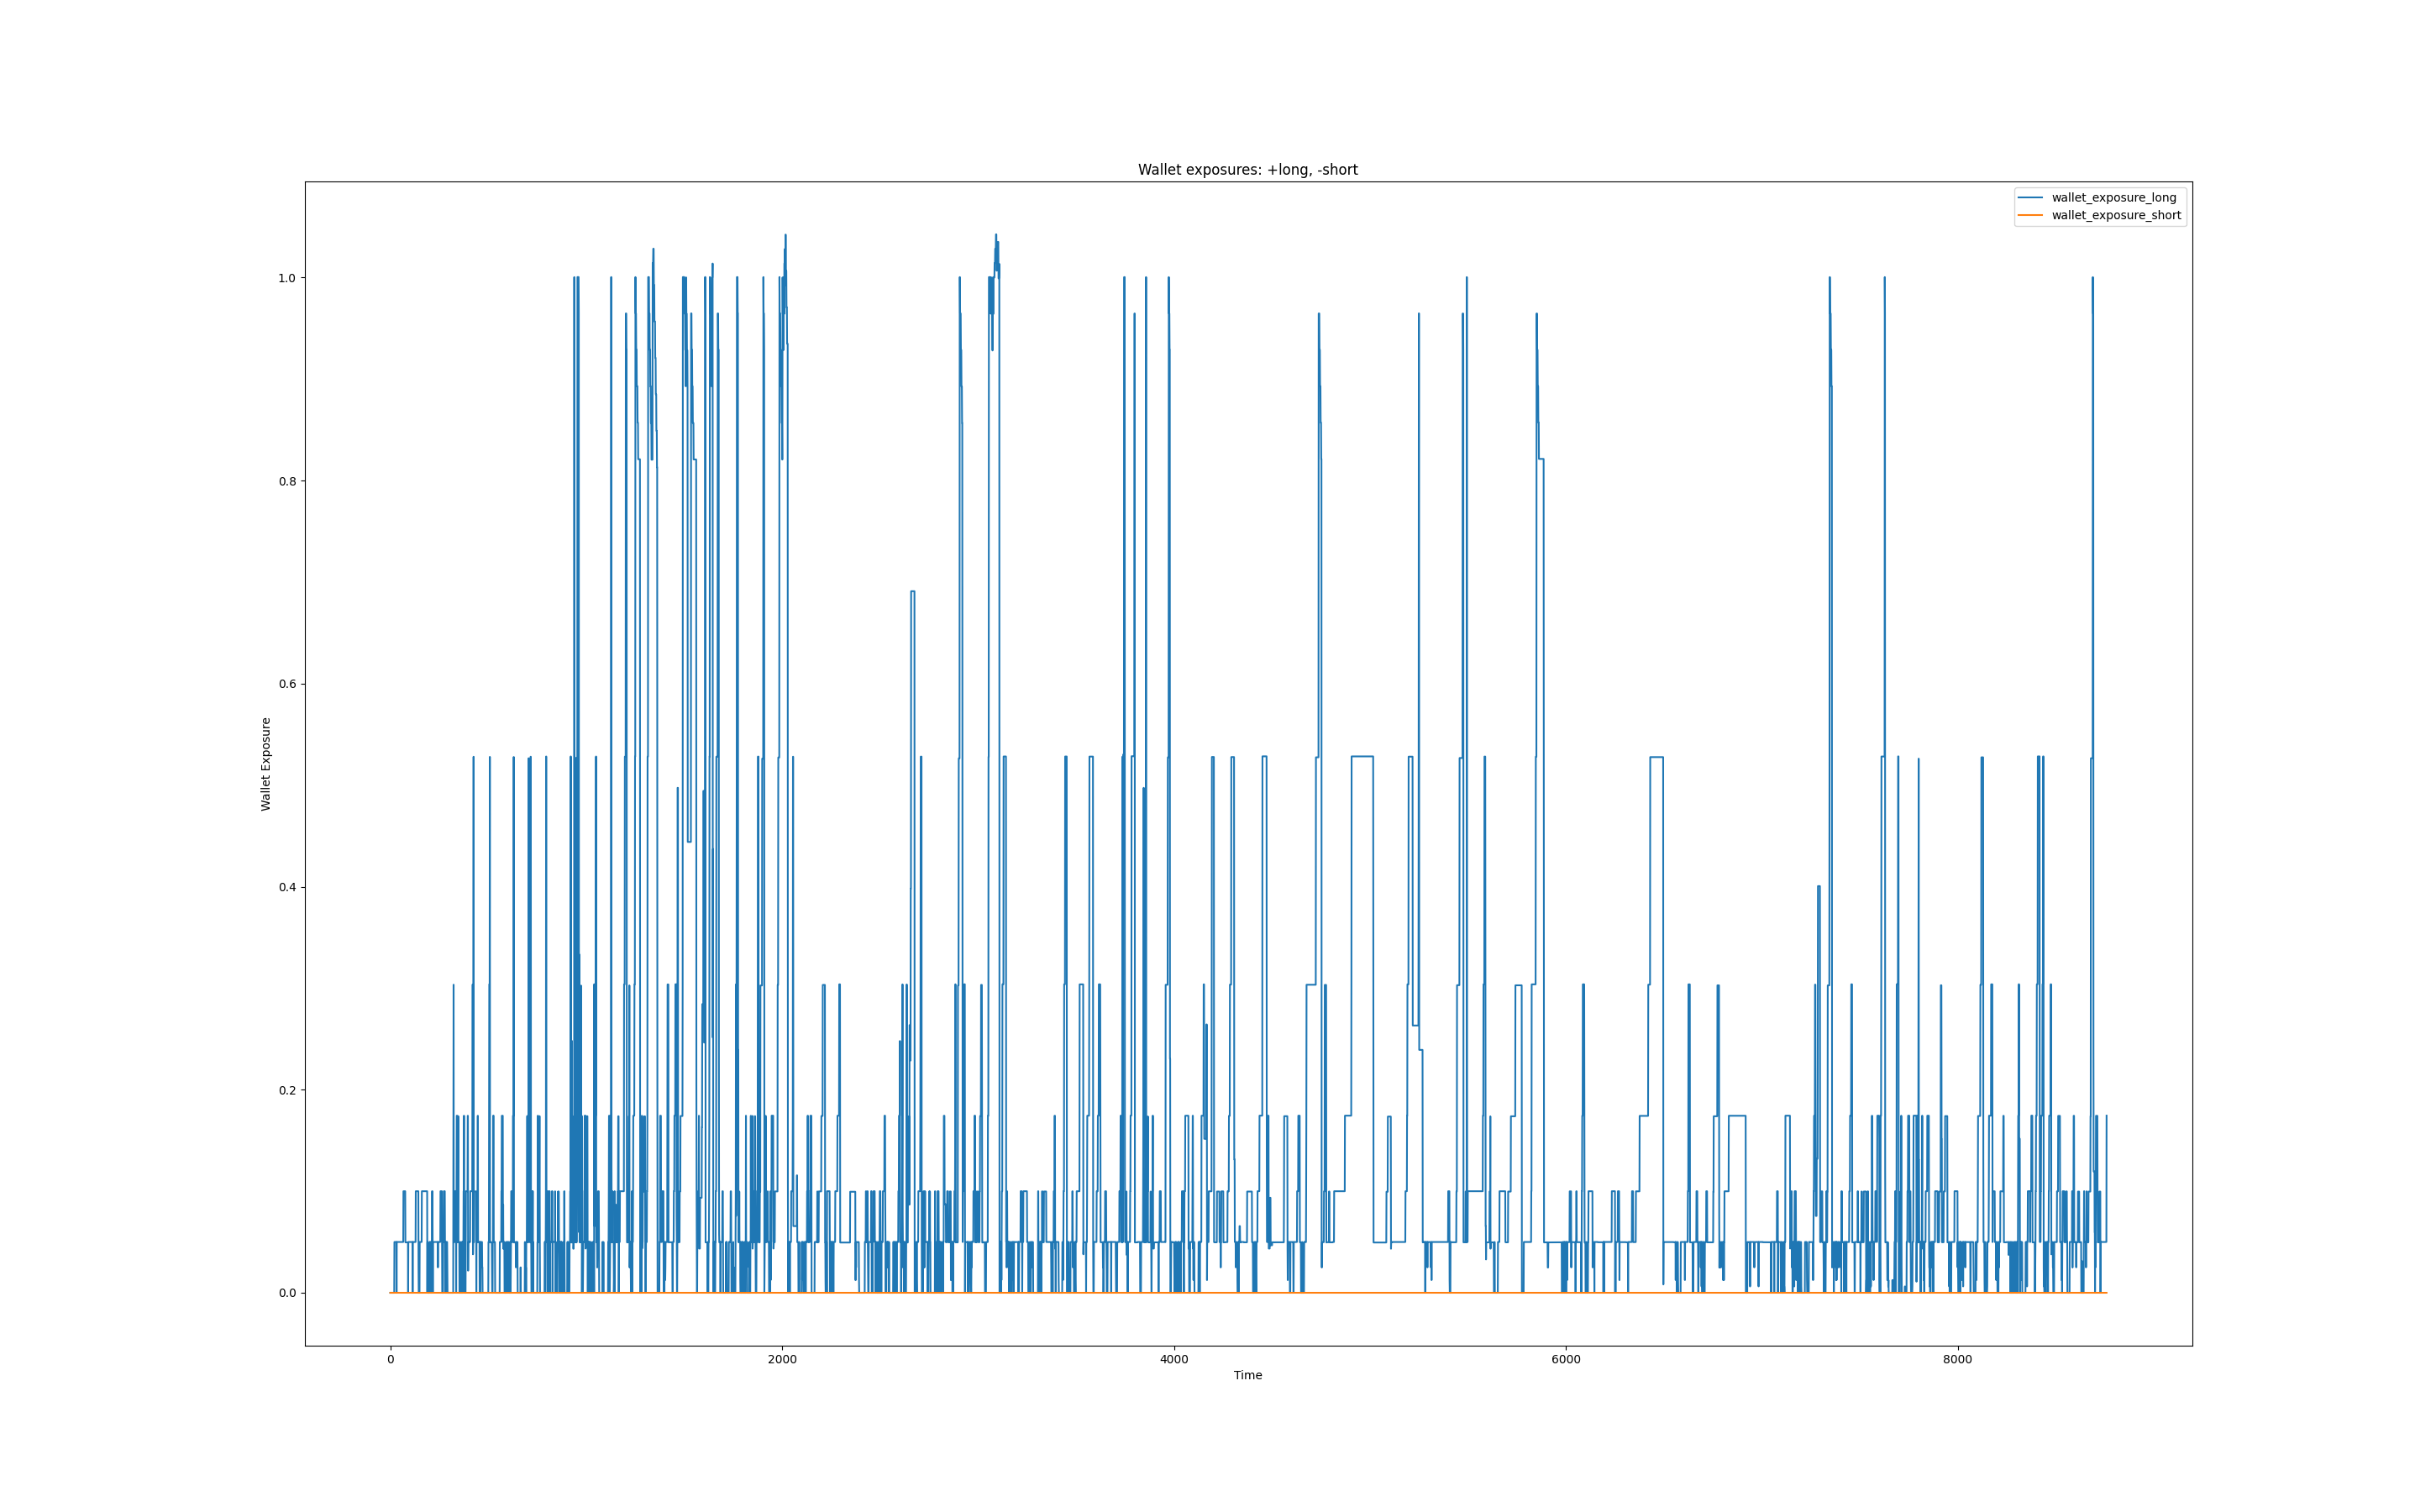 Wallet exposures: +long, -short
wallet_exposure_long
wallet_exposure_short
1.0
0.8
0.6
0.4
0.2
0.0
Wallet Exposure
0 2000 4000 6000 8000
Time